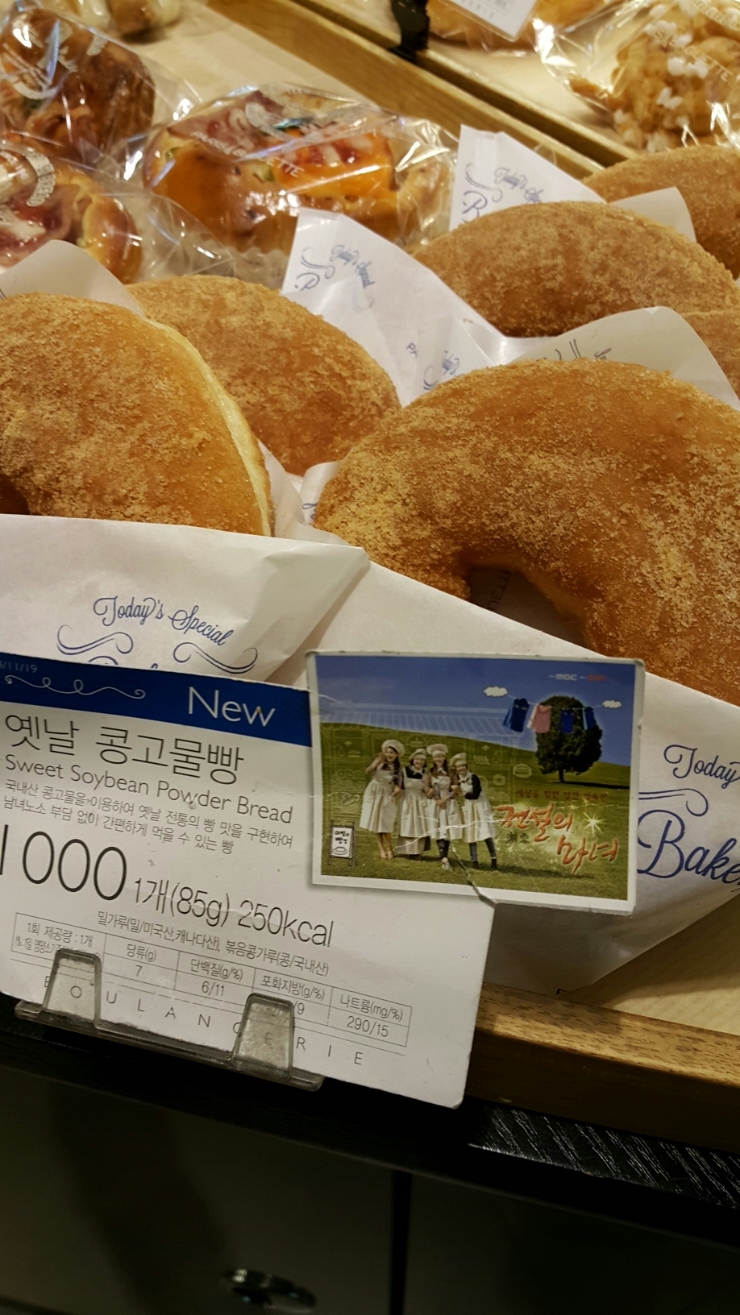 Today's Special
Today's Special
Today
Bake
11/19
New
옛날 콩고물빵
Sweet Soybean Powder Bread
국내산 콩고물을 이용하여 옛날 전통의 빵 맛을 구현하여
남녀노소 부담 없이 간편하게 먹을 수 있는 빵
1000 1개(85g) 250kcal
밀가루(밀/미국산,캐나다산), 볶음콩가루(콩/국내산)
1회 제공량 : 1개
당류(g) 단백질(g/%) 포화지방(g/%) 나트륨(mg/%)
7 6/11 /9 290/15
BOULANGERIE
mbc
전설의
마녀